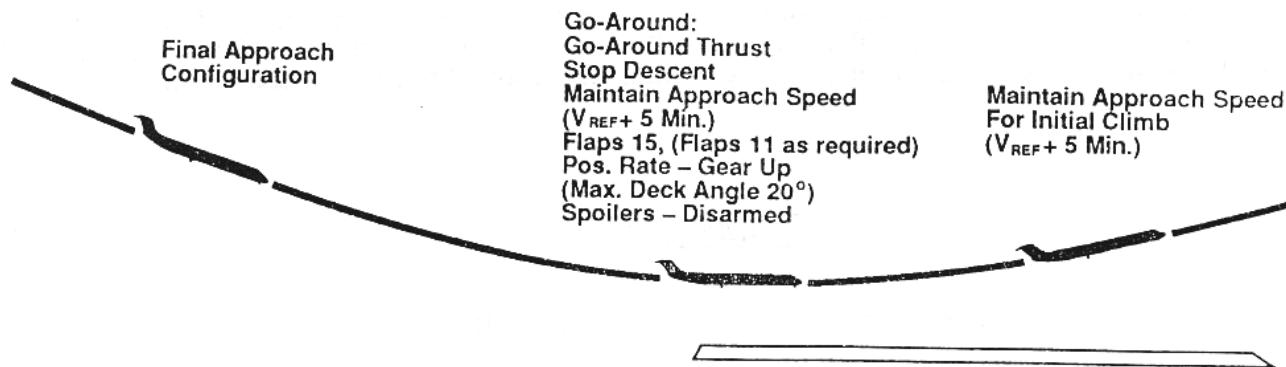 Final Approach
Configuration
Go-Around:
Go-Around Thrust
Stop Descent
Maintain Approach Speed
(VREF + 5 Min.)
Flaps 15, (Flaps 11 as required)
Pos. Rate – Gear Up
(Max. Deck Angle 20°)
Spoilers – Disarmed
Maintain Approach Speed
For Initial Climb
(VREF + 5 Min.)